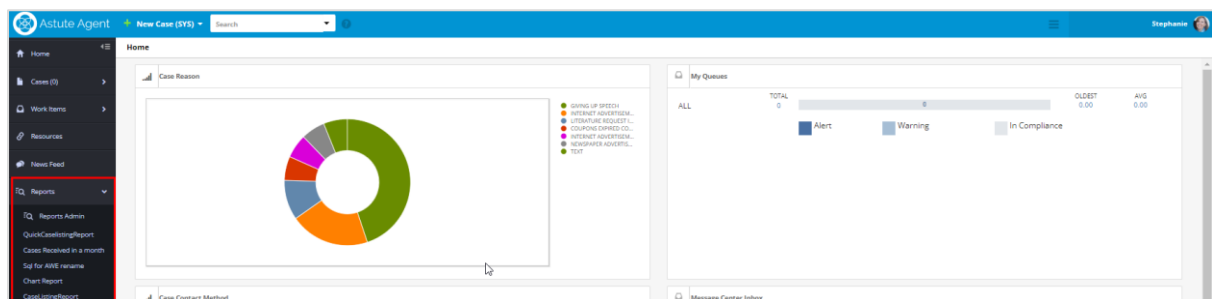 Astute Agent
New Case (SYS)
Search
Stephanie
Home
Cases (0)
Work Items
Resources
News Feed
Reports
Reports Admin
QuickCaselistingReport
Cases Received in a month
Sql for AWE rename
Chart Report
CaseListingReport
Home
Case Reason
GIVING UP SPEECH
INTERNET ADVERTISEM...
LITERATURE REQUEST I...
COUPONS EXPIRED CO...
INTERNET ADVERTISEM...
NEWSPAPER ADVERTIS...
TEXT
Case Contact Method
My Queues
TOTAL OLDEST AVG
ALL 0 0 0.00 0.00
Alert Warning In Compliance
Message Center Inbox